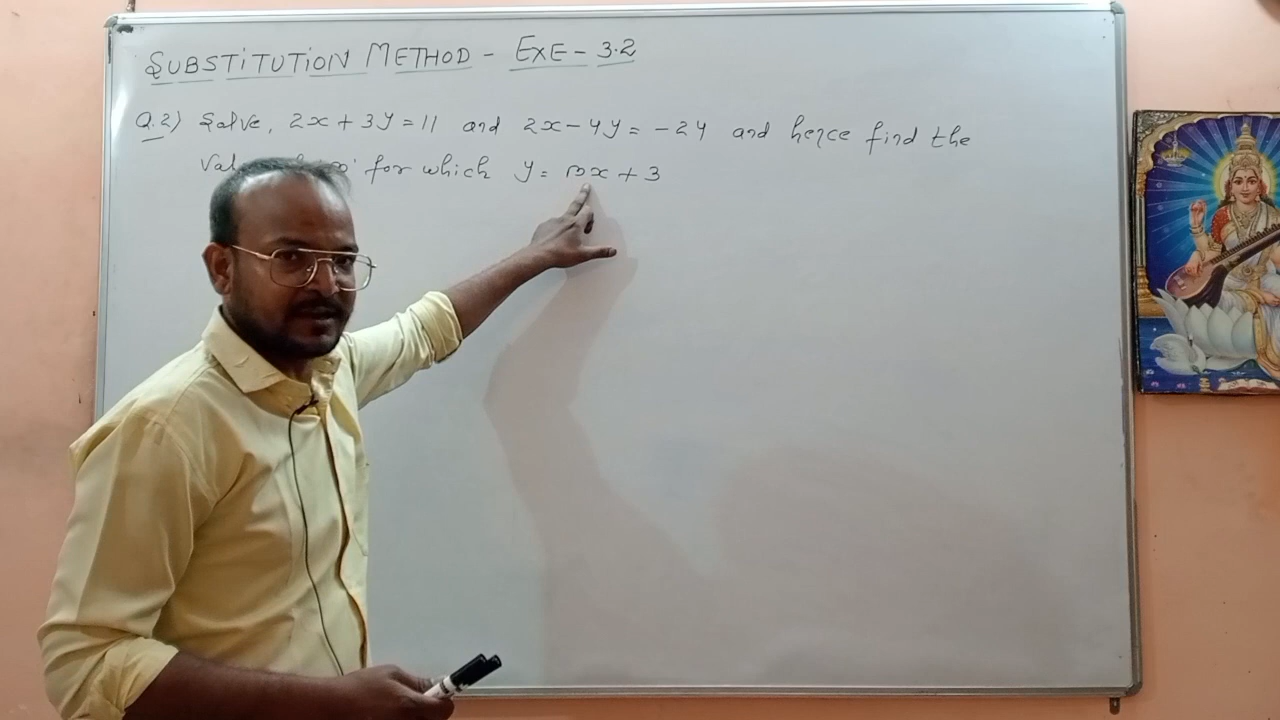 SUBSTITUTION METHOD - EXE - 3.2
Q.2) Solve, 2x + 3y = 11 and 2x - 4y = -24 and hence find the
for which y = mx + 3